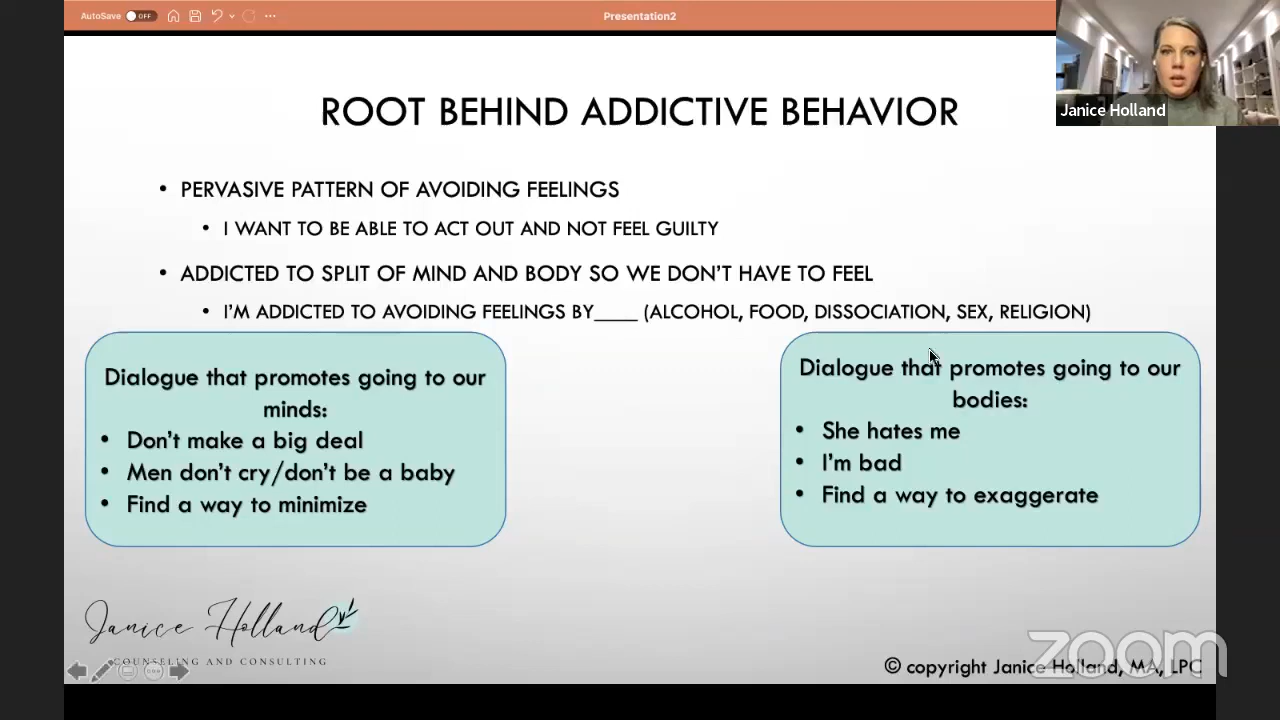 AutoSave OFF
Presentation2
Janice Holland
ROOT BEHIND ADDICTIVE BEHAVIOR
• PERVASIVE PATTERN OF AVOIDING FEELINGS
• I WANT TO BE ABLE TO ACT OUT AND NOT FEEL GUILTY
• ADDICTED TO SPLIT OF MIND AND BODY SO WE DON'T HAVE TO FEEL
• I'M ADDICTED TO AVOIDING FEELINGS BY____ (ALCOHOL, FOOD, DISSOCIATION, SEX, RELIGION)
Dialogue that promotes going to our
minds:
• Don't make a big deal
• Men don't cry/don't be a baby
• Find a way to minimize
Dialogue that promotes going to our
bodies:
• She hates me
• I'm bad
• Find a way to exaggerate
Janice Holland
COUNSELING AND CONSULTING
© copyright Janice Holland, MA, LPC
zoom